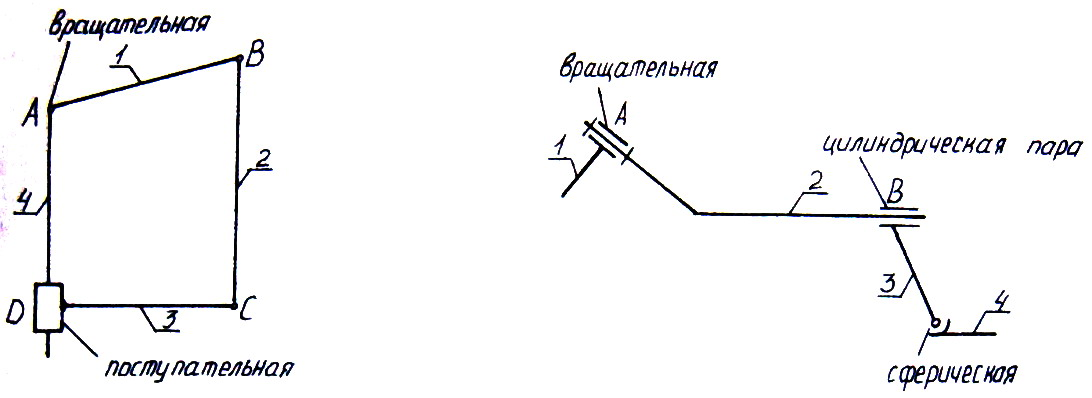 вращательная
1
B
A
2
4
D
3
C
поступательная
вращательная
A
1
цилиндрическая пара
2
B
3
4
сферическая